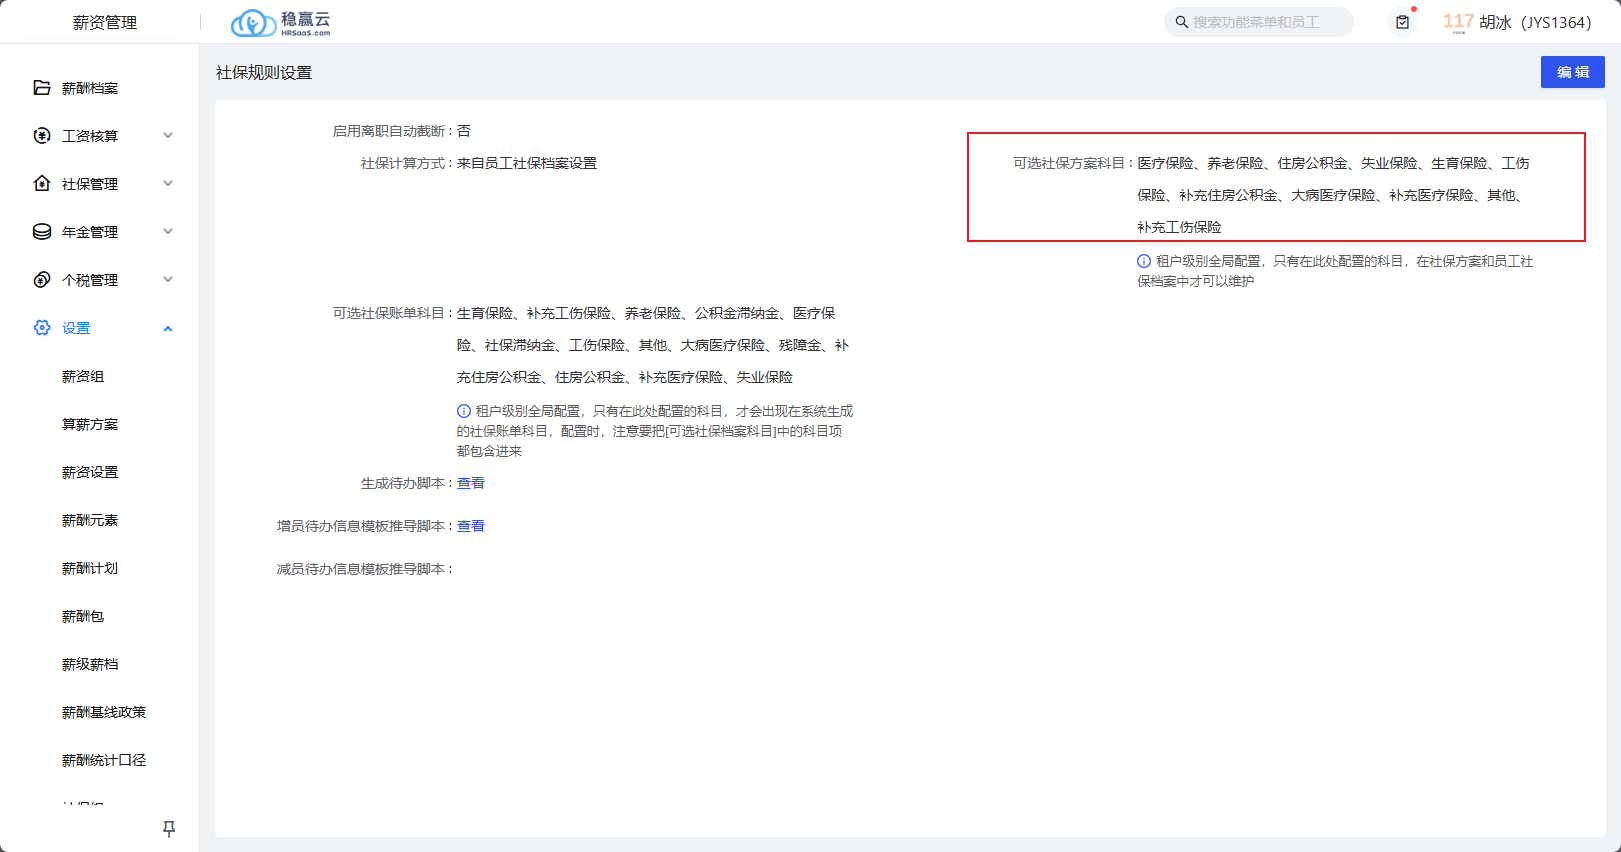 薪资管理
稳赢云
HRSaaS.com
搜索功能菜单和员工
117
胡冰（JYS1364）
薪酬档案
工资核算
社保管理
年金管理
个税管理
设置
薪资组
算薪方案
薪资设置
薪酬元素
薪酬计划
薪酬包
薪级薪档
薪酬基线政策
薪酬统计口径
社保规则设置
编 辑
启用离职自动截断 : 否
社保计算方式 : 来自员工社保档案设置
可选社保方案科目 : 医疗保险、养老保险、住房公积金、失业保险、生育保险、工伤
保险、补充住房公积金、大病医疗保险、补充医疗保险、其他、
补充工伤保险
租户级别全局配置，只有在此处配置的科目，在社保方案和员工社
保档案中才可以维护
可选社保账单科目 : 生育保险、补充工伤保险、养老保险、公积金滞纳金、医疗保
险、社保滞纳金、工伤保险、其他、大病医疗保险、残障金、补
充住房公积金、住房公积金、补充医疗保险、失业保险
租户级别全局配置，只有在此处配置的科目，才会出现在系统生成
的社保账单科目，配置时，注意要把[可选社保档案科目]中的科目项
都包含进来
生成待办脚本 : 查看
增员待办信息模板推导脚本 : 查看
减员待办信息模板推导脚本 :